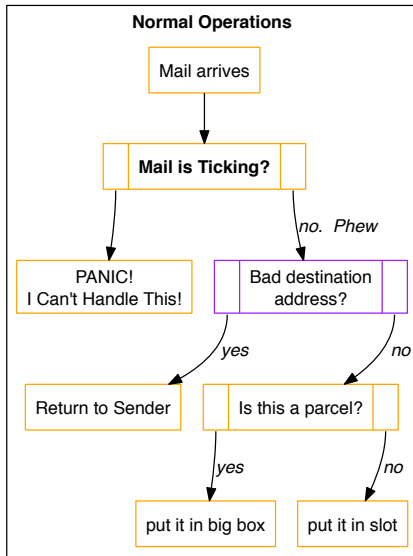 Normal Operations
Mail arrives
Mail is Ticking?
no.  Phew
PANIC!
I Can't Handle This!
Bad destination
address?
yes
no
Return to Sender
Is this a parcel?
yes
no
put it in big box
put it in slot